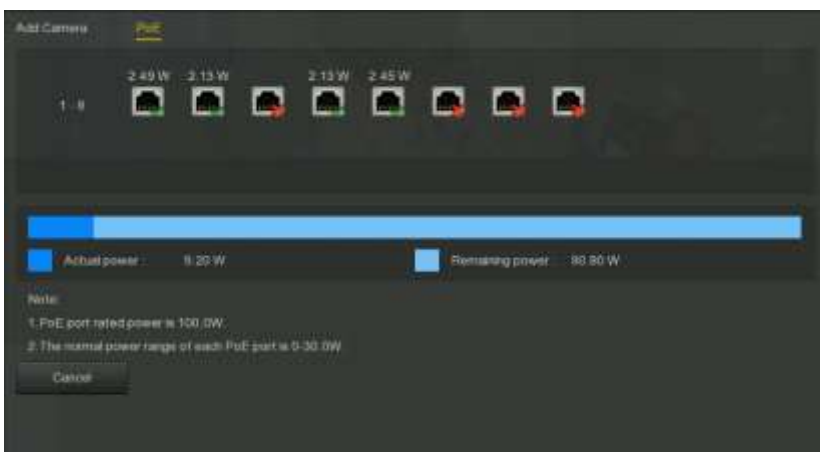 Add Camera PoE
2.49 W 2.13 W 2.13 W 2.45 W
1 - 8
Actual power : 9.20 W Remaining power : 90.80 W
Note:
1.PoE port rated power is 100.0W.
2.The normal power range of each PoE port is 0-30.0W.
Cancel